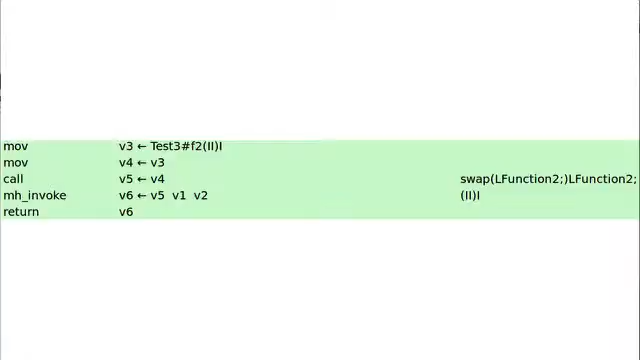 mov v3 ← Test3#f2(II)I
mov v4 ← v3
call v5 ← v4 swap(LFunction2;)LFunction2;
mh_invoke v6 ← v5 v1 v2 (II)I
return v6